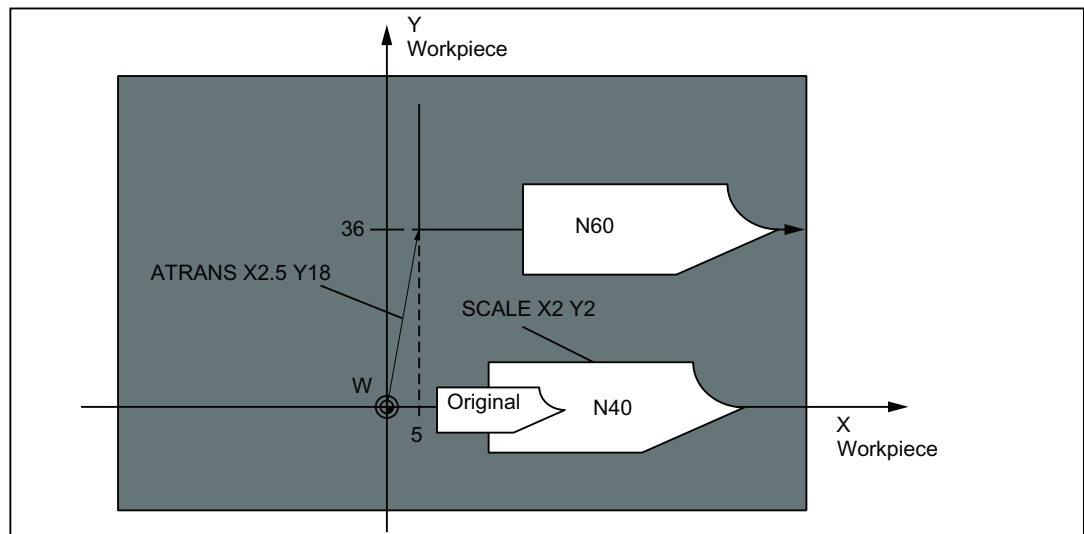 Y
Workpiece
N60
36
ATRANS X2.5 Y18
SCALE X2 Y2
W
Original
N40
5
X
Workpiece